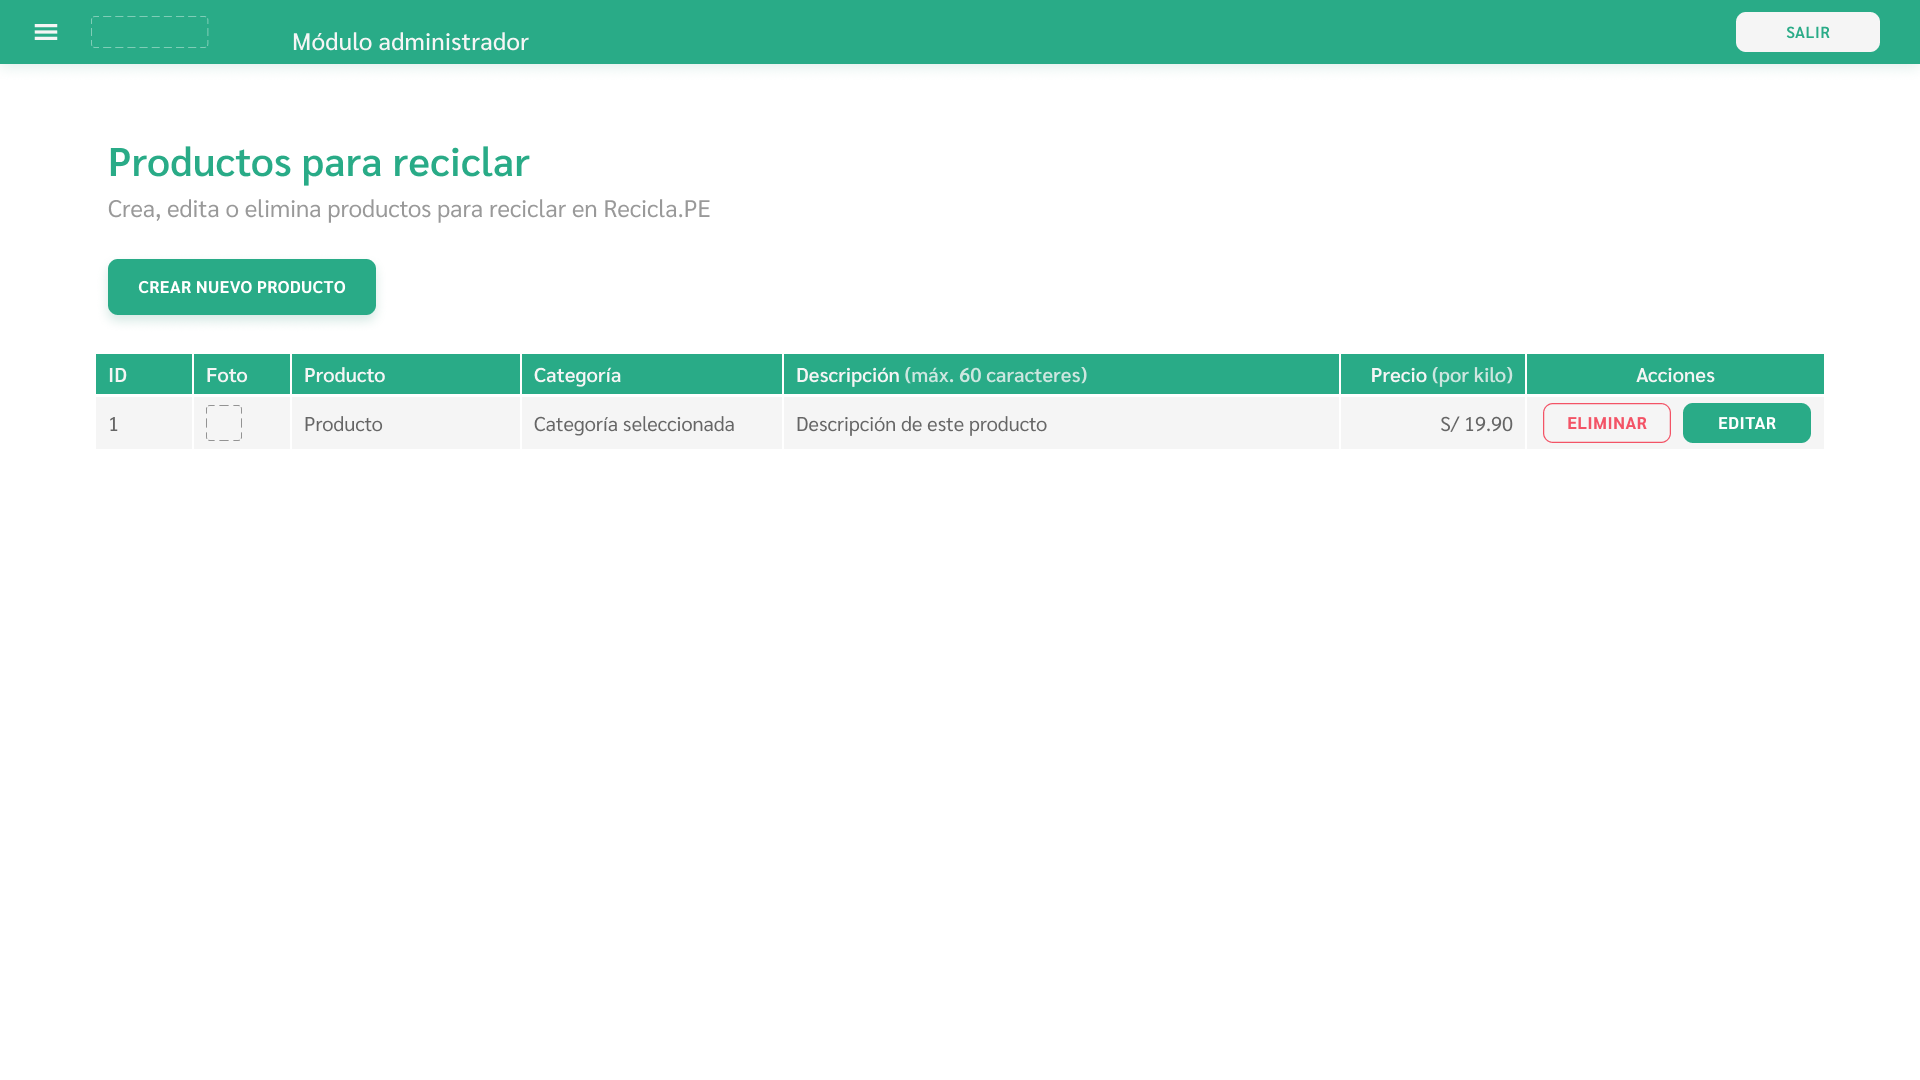 Módulo administrador
SALIR
Productos para reciclar
Crea, edita o elimina productos para reciclar en Recicla.PE
CREAR NUEVO PRODUCTO
ID Foto Producto Categoría Descripción (máx. 60 caracteres) Precio (por kilo) Acciones
1 Producto Categoría seleccionada Descripción de este producto S/ 19.90 ELIMINAR EDITAR